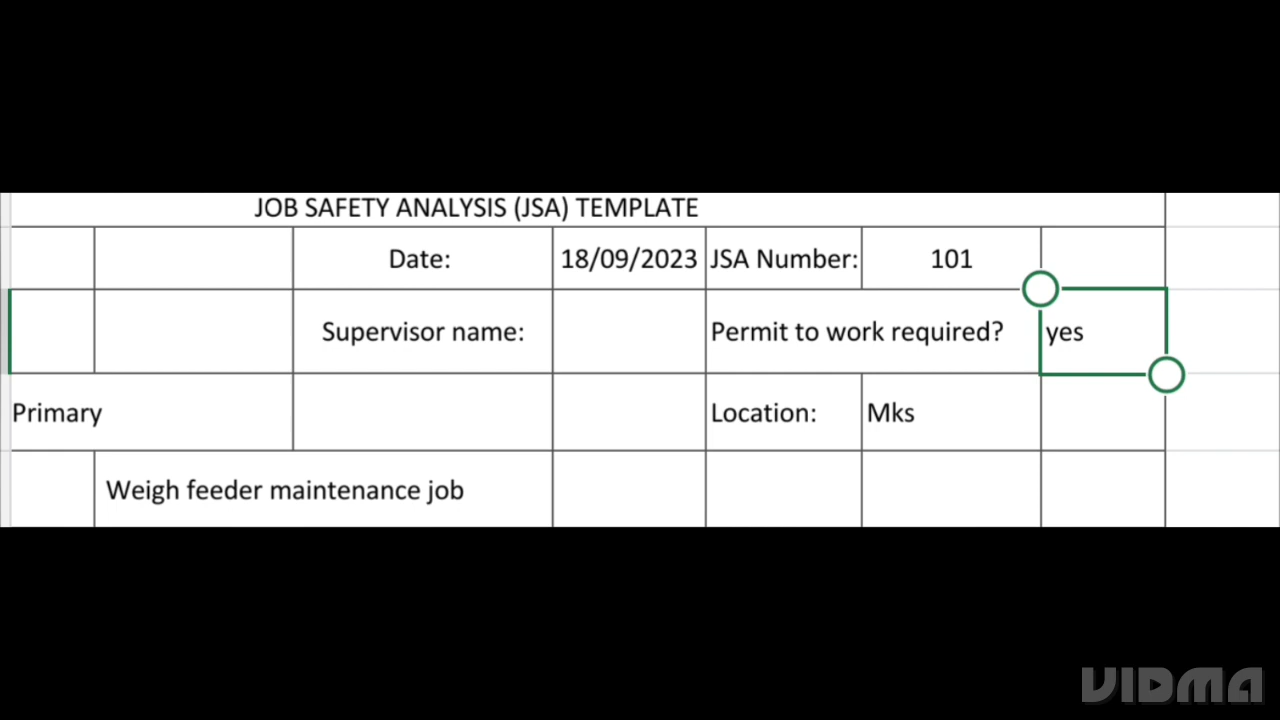 JOB SAFETY ANALYSIS (JSA) TEMPLATE
Date: 18/09/2023 JSA Number: 101
Supervisor name: Permit to work required? yes
Primary Location: Mks
Weigh feeder maintenance job
VIDMA